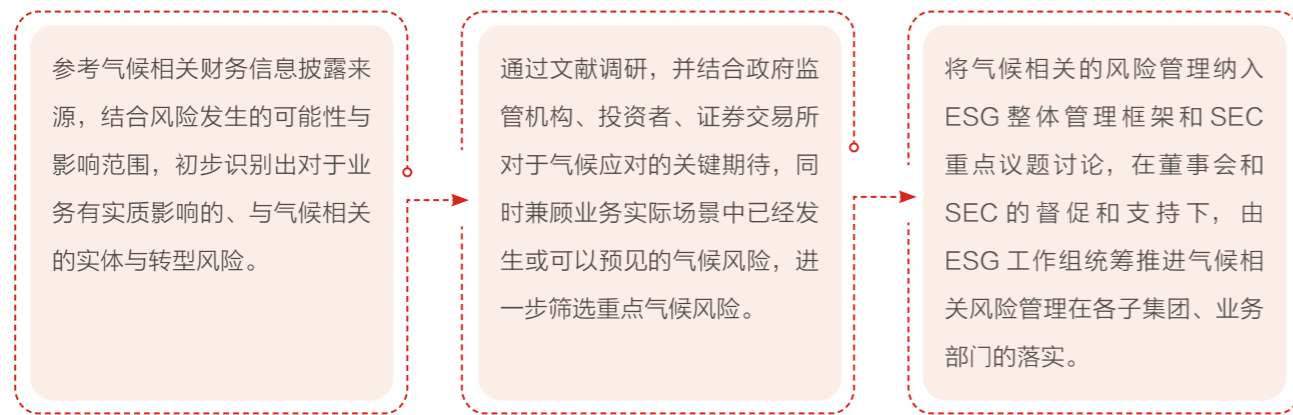 参考气候相关财务信息披露来
源，结合风险发生的可能性与
影响范围，初步识别出对于业
务有实质影响的、与气候相关
的实体与转型风险。
通过文献调研，并结合政府监
管机构、投资者、证券交易所
对于气候应对的关键期待，同
时兼顾业务实际场景中已经发
生或可以预见的气候风险，进
一步筛选重点气候风险。
将气候相关的风险管理纳入
ESG 整体管理框架和 SEC
重点议题讨论，在董事会和
SEC 的督促和支持下，由
ESG 工作组统筹推进气候相
关风险管理在各子集团、业务
部门的落实。